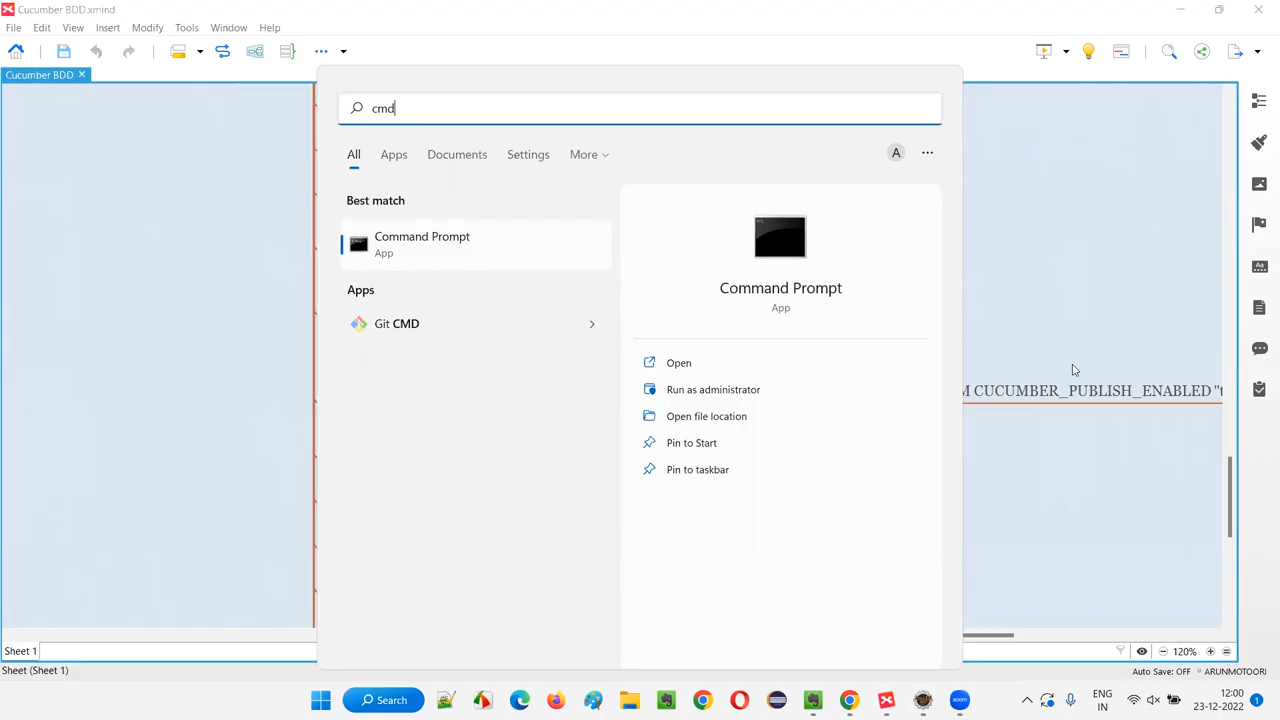 Cucumber BDD.xmind
File Edit View Insert Modify Tools Window Help
Cucumber BDD
cmd
All Apps Documents Settings More
A
Best match
Command Prompt
App
Apps
Git CMD
Command Prompt
App
Open
Run as administrator
Open file location
Pin to Start
Pin to taskbar
M CUCUMBER_PUBLISH_ENABLED "t
Sheet 1
120%
Sheet (Sheet 1)
Auto Save: OFF ARUNMOTOORI
Search
zoom
ENG
IN
12:00
23-12-2022
1